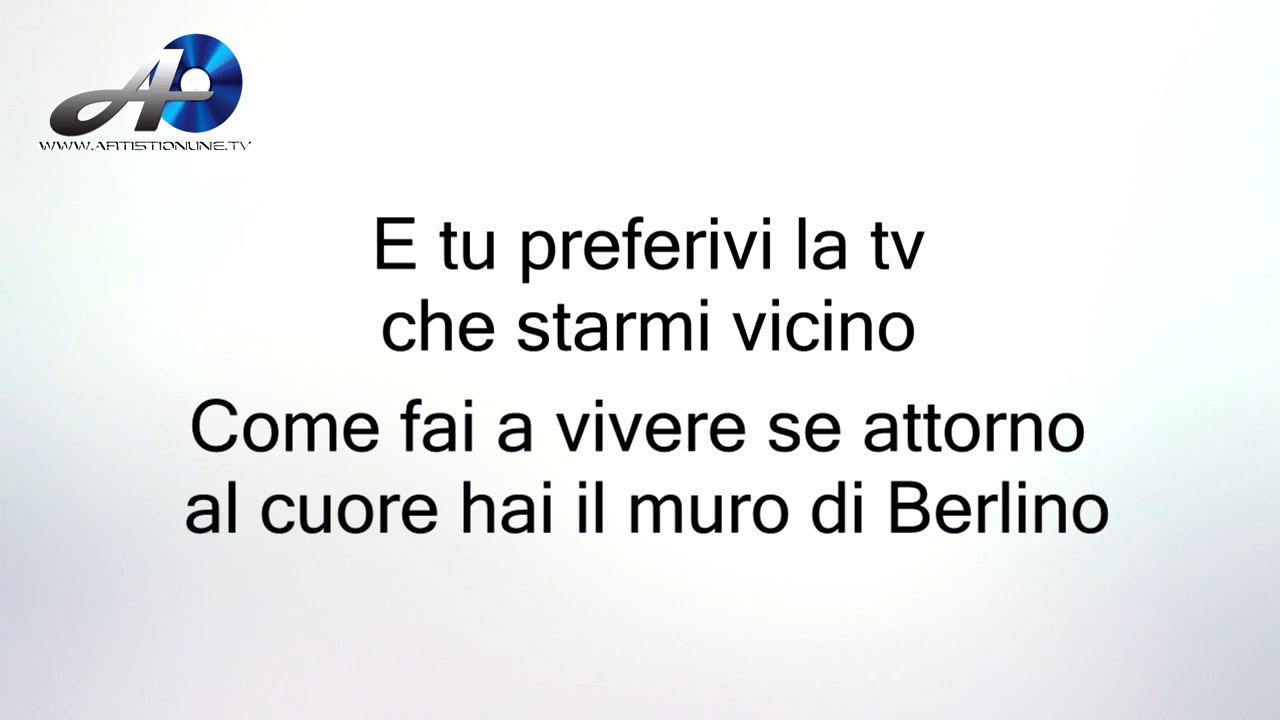 WWW.ARTISTIONLINE.TV
E tu preferivi la tv
che starmi vicino
Come fai a vivere se attorno
al cuore hai il muro di Berlino